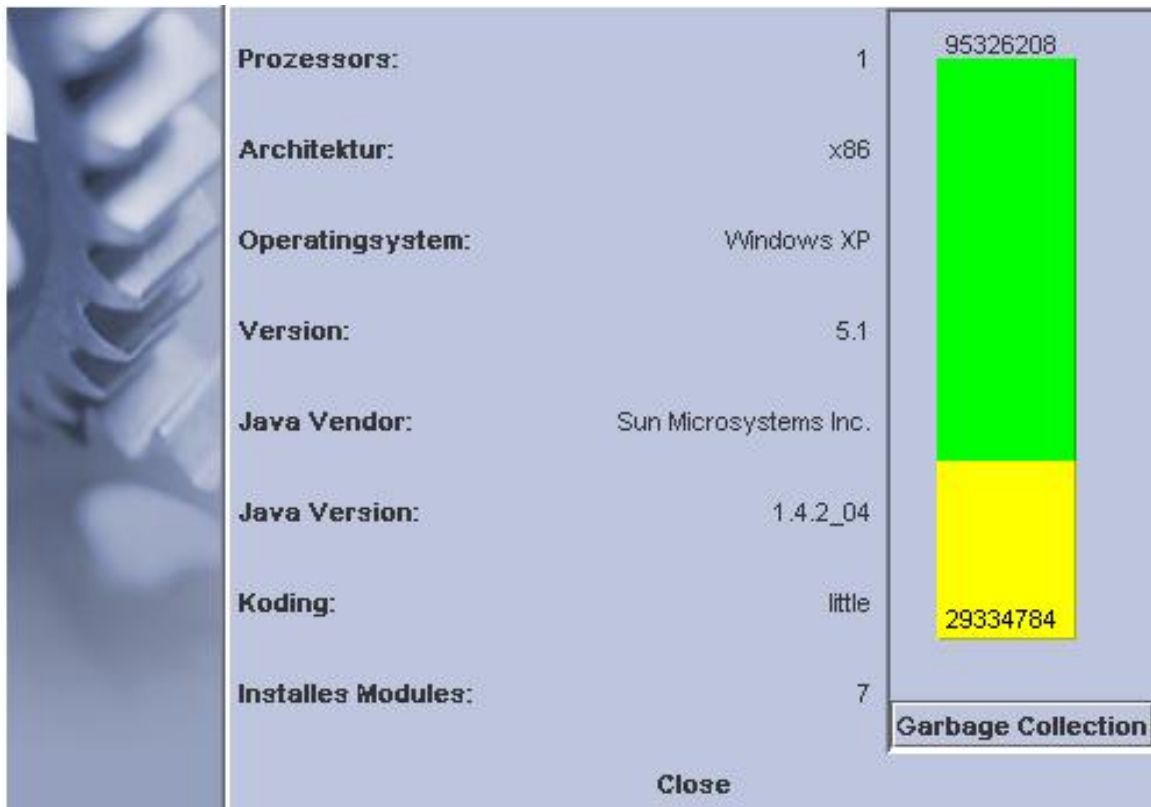 Prozessors: 1
Architektur: x86
Operatingsystem: Windows XP
Version: 5.1
Java Vendor: Sun Microsystems Inc.
Java Version: 1.4.2_04
Koding: little
Installes Modules: 7
95326208
29334784
Garbage Collection
Close